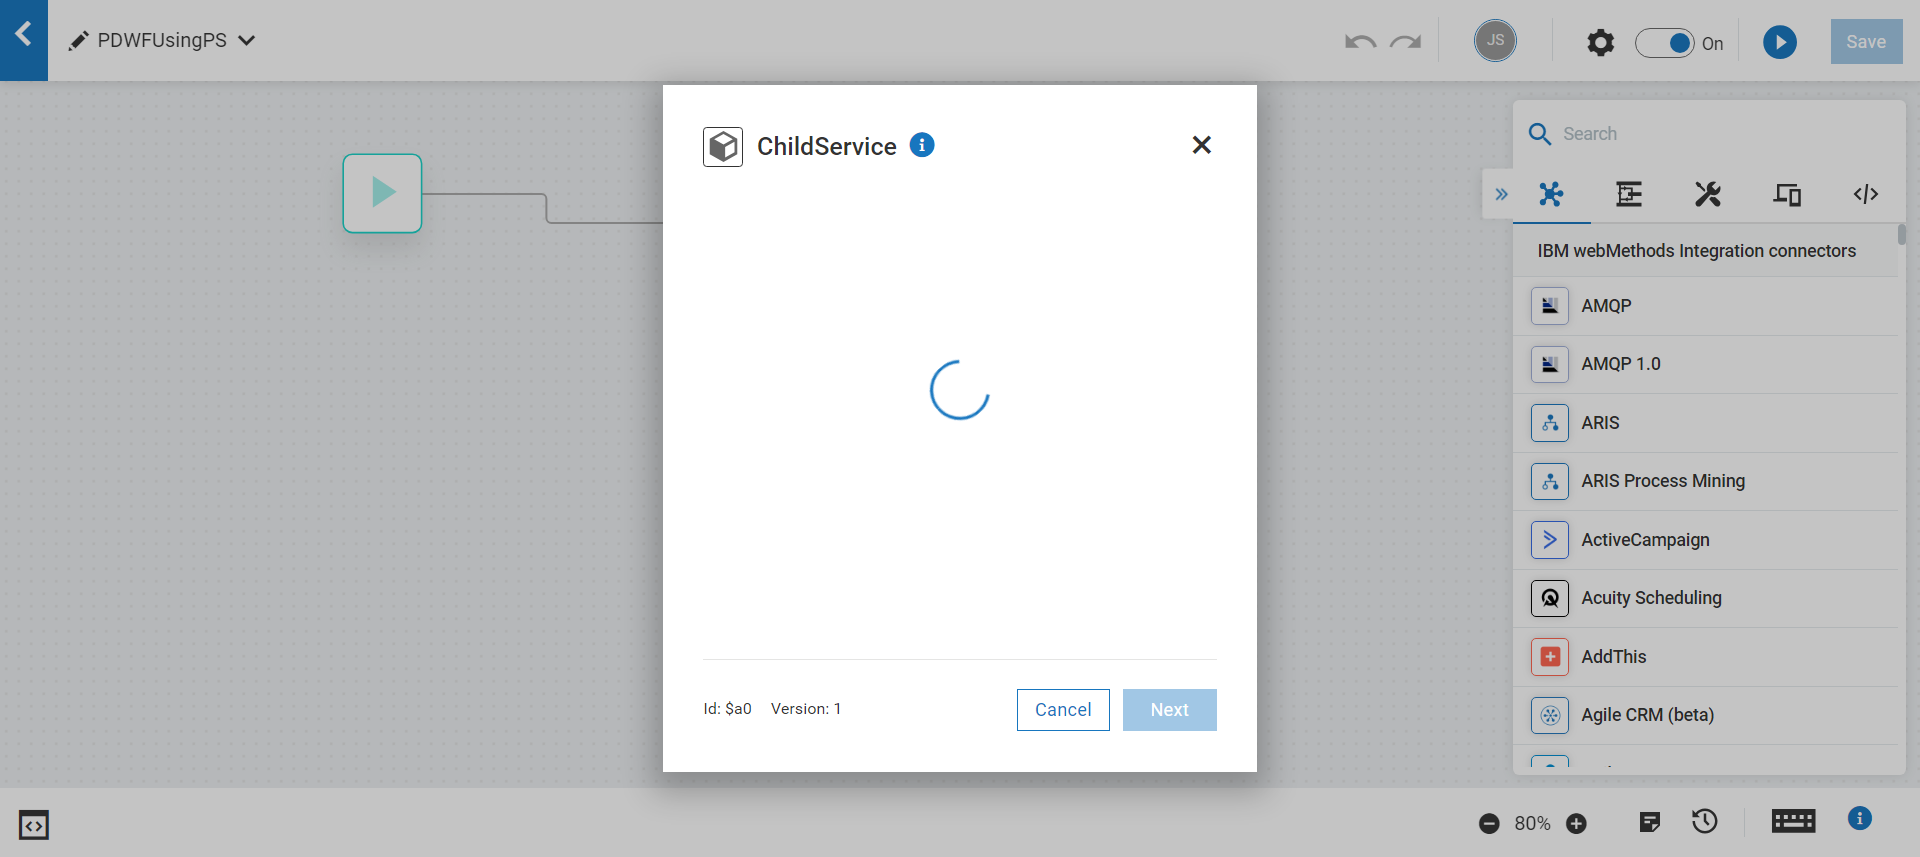 PDWFUsingPS
JS
On
Save
ChildService
Search
IBM webMethods Integration connectors
AMQP
AMQP 1.0
ARIS
ARIS Process Mining
ActiveCampaign
Acuity Scheduling
AddThis
Agile CRM (beta)
Id: $a0 Version: 1
Cancel
Next
80%